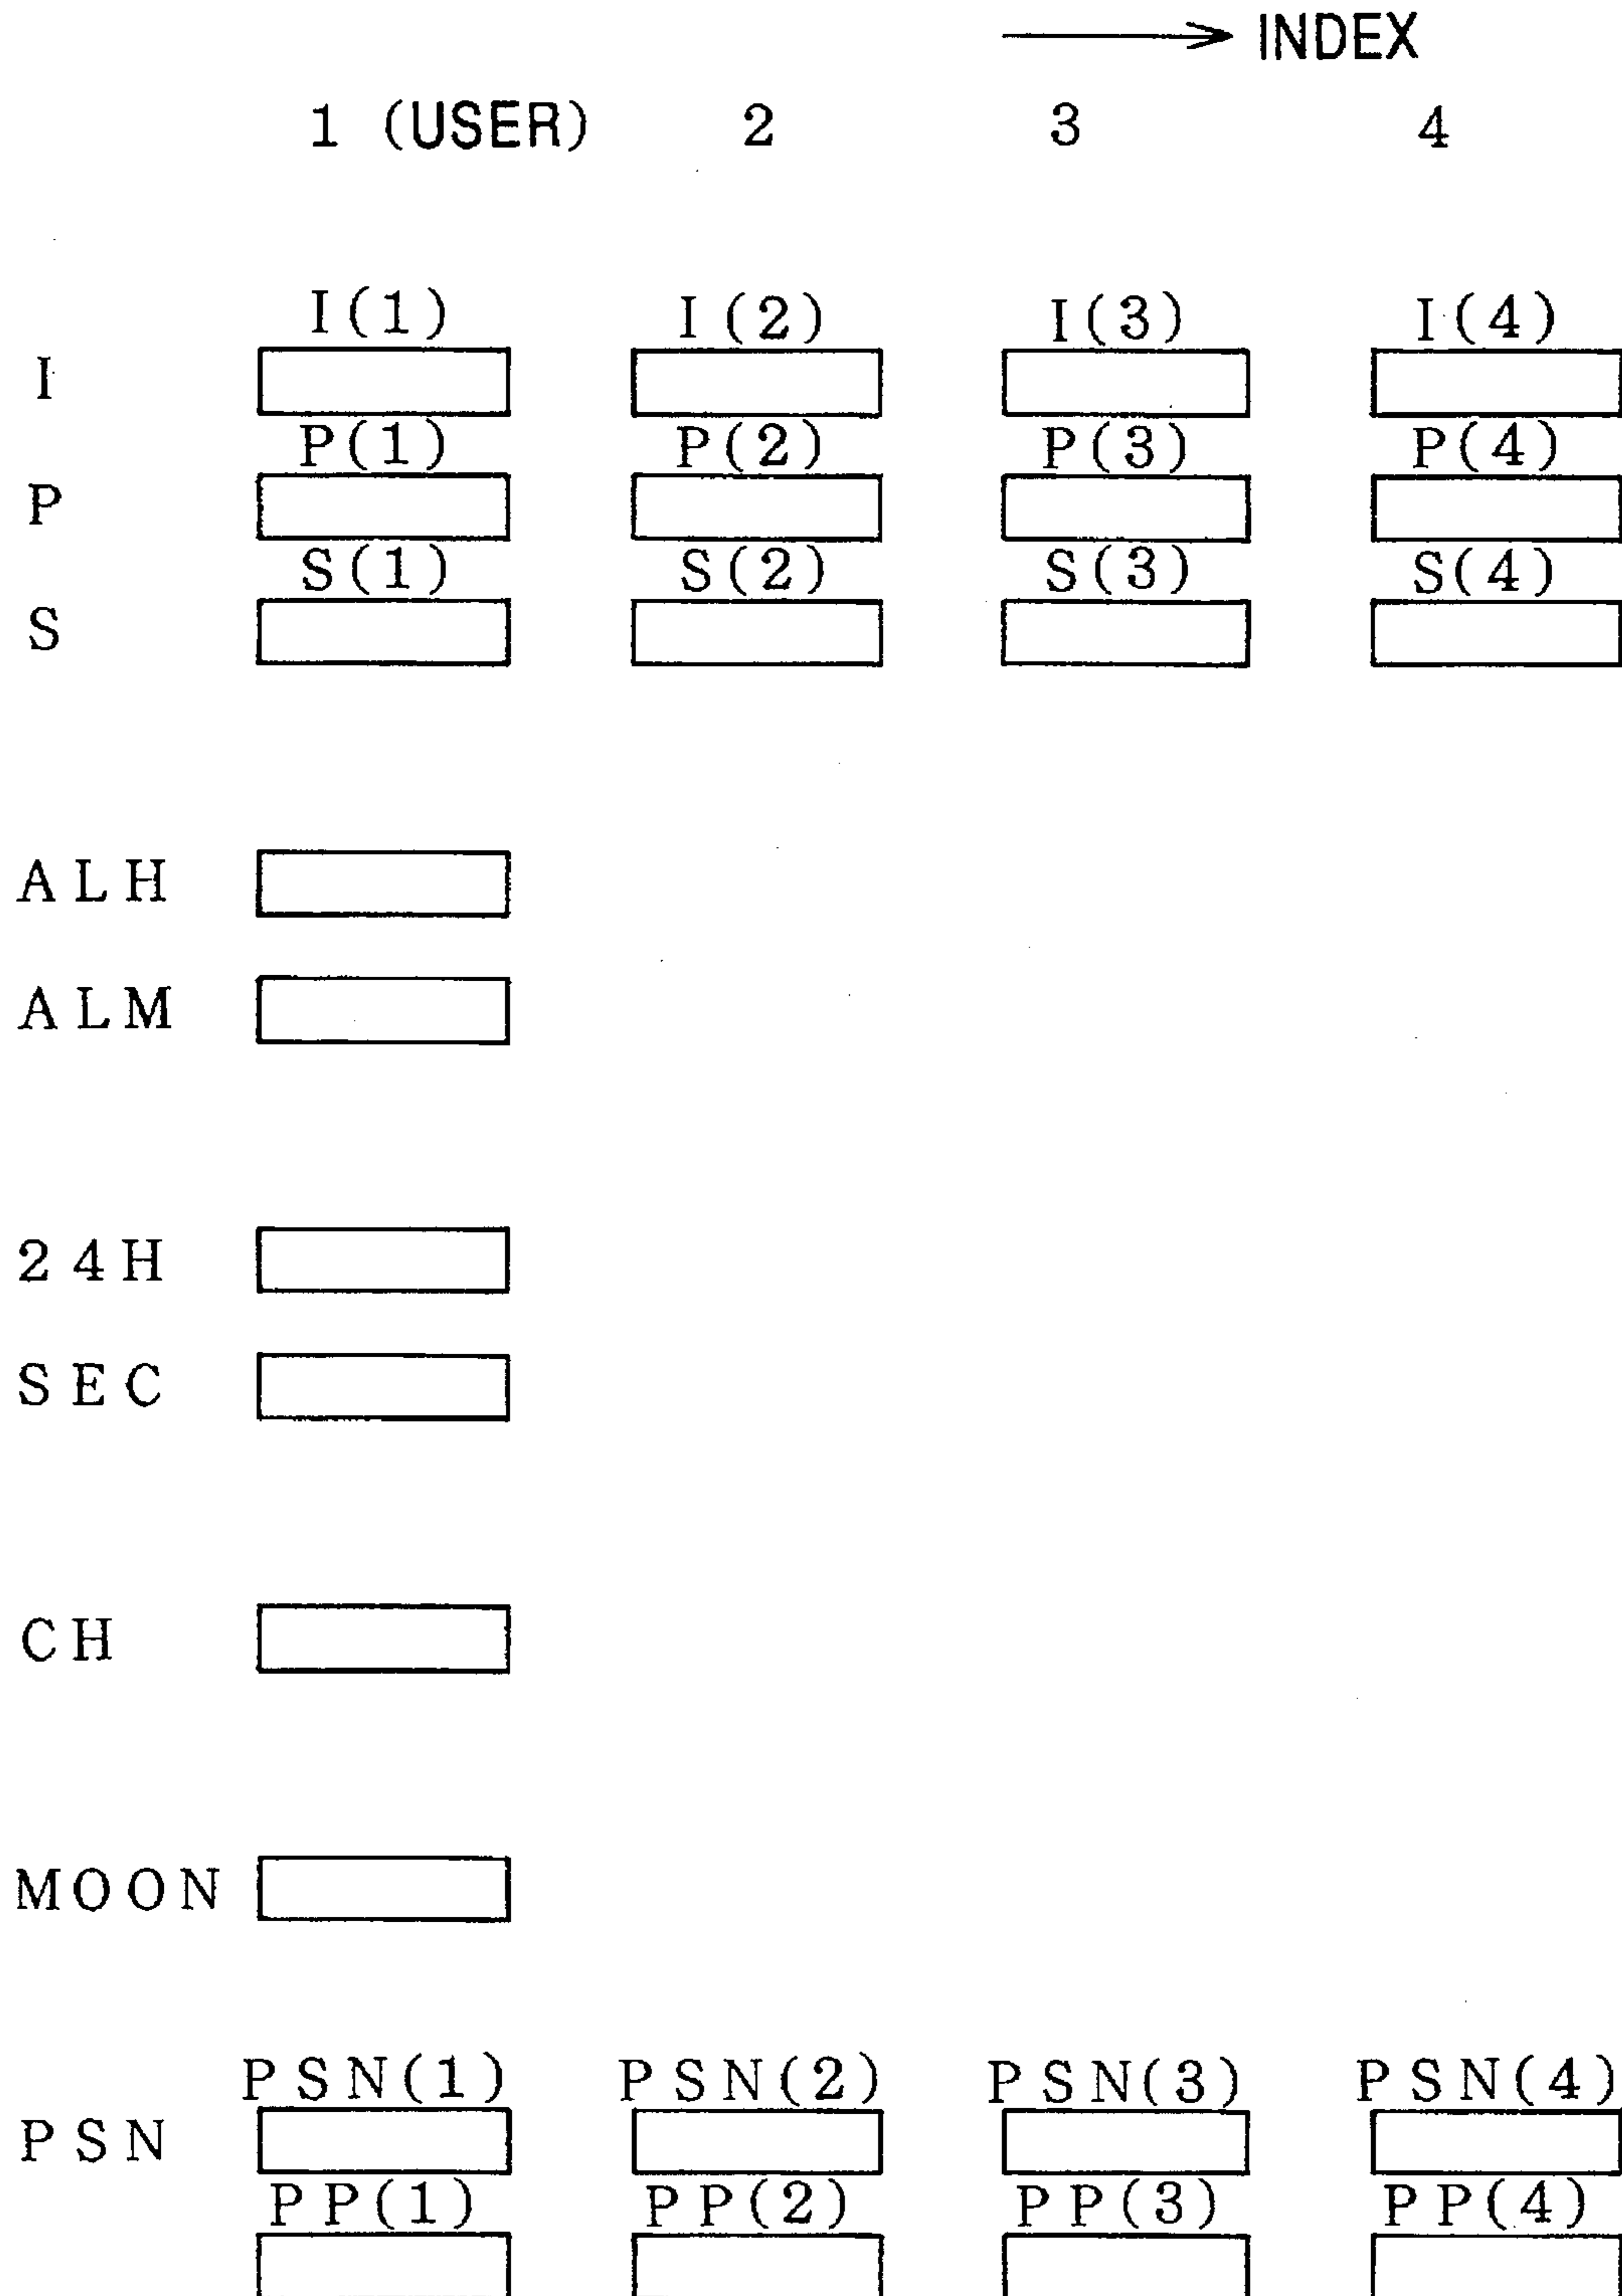 → INDEX
1 (USER) 2 3 4
I(1) I(2) I(3) I(4)
I
P(1) P(2) P(3) P(4)
P
S(1) S(2) S(3) S(4)
S
ALH
ALM
24H
SEC
CH
MOON
PSN(1) PSN(2) PSN(3) PSN(4)
PSN
PP(1) PP(2) PP(3) PP(4)